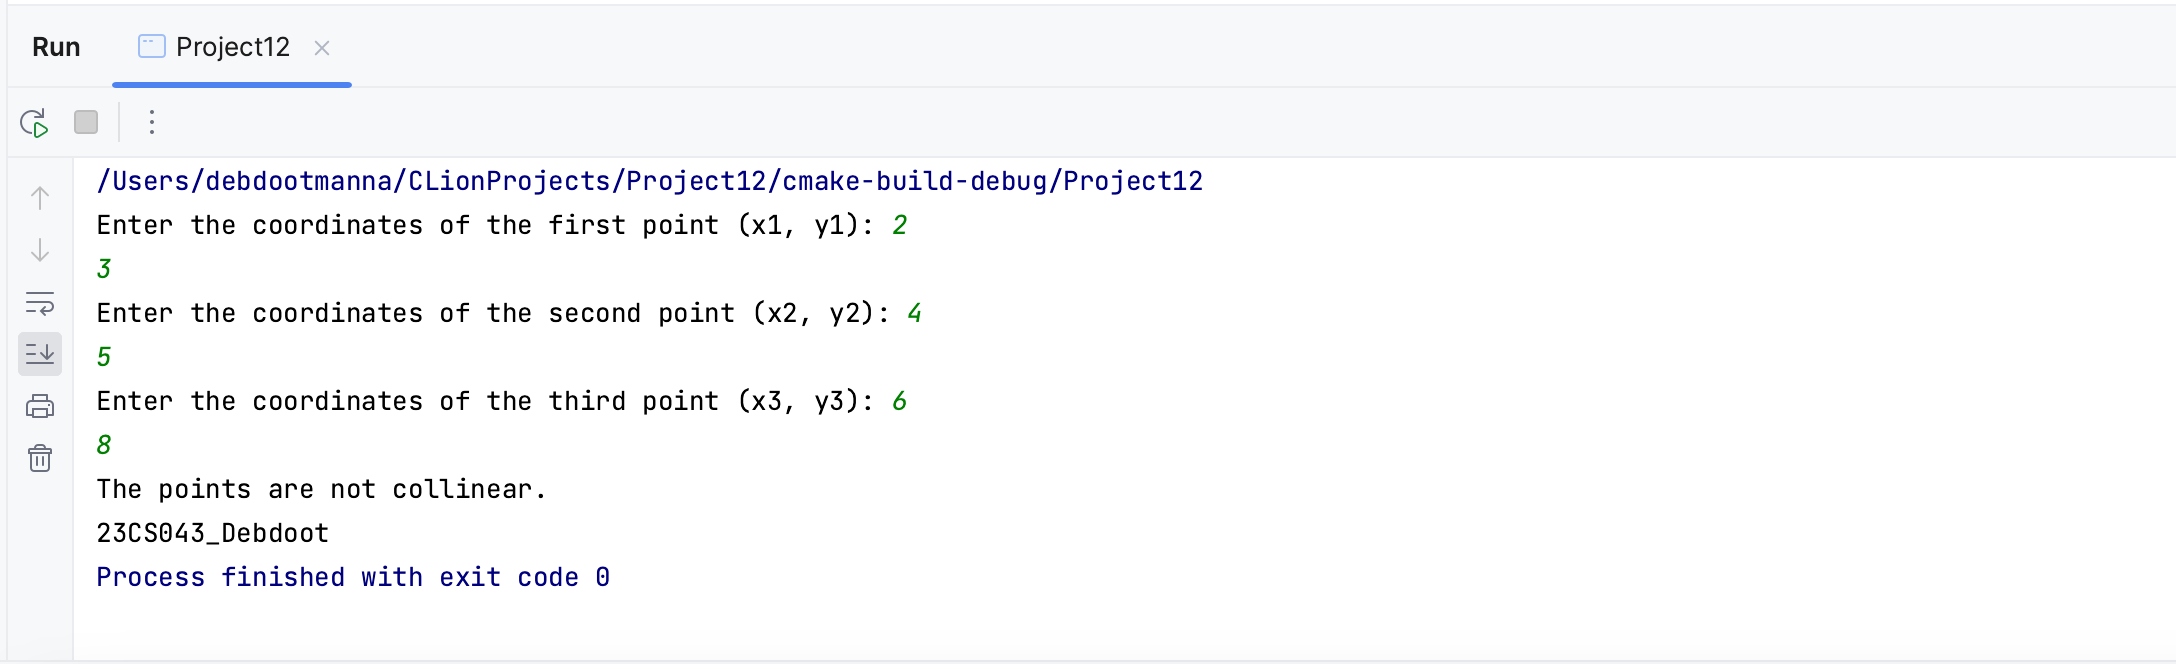 Run Project12
/Users/debdootmanna/CLionProjects/Project12/cmake-build-debug/Project12
Enter the coordinates of the first point (x1, y1): 2
3
Enter the coordinates of the second point (x2, y2): 4
5
Enter the coordinates of the third point (x3, y3): 6
8
The points are not collinear.
23CS043_Debdoot
Process finished with exit code 0